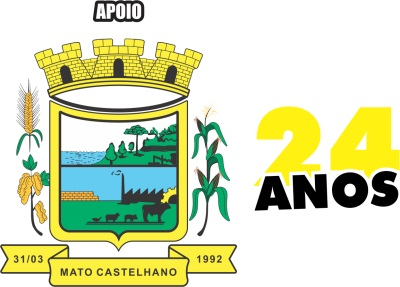 APOIO
24
ANOS
31/03
MATO CASTELHANO
1992